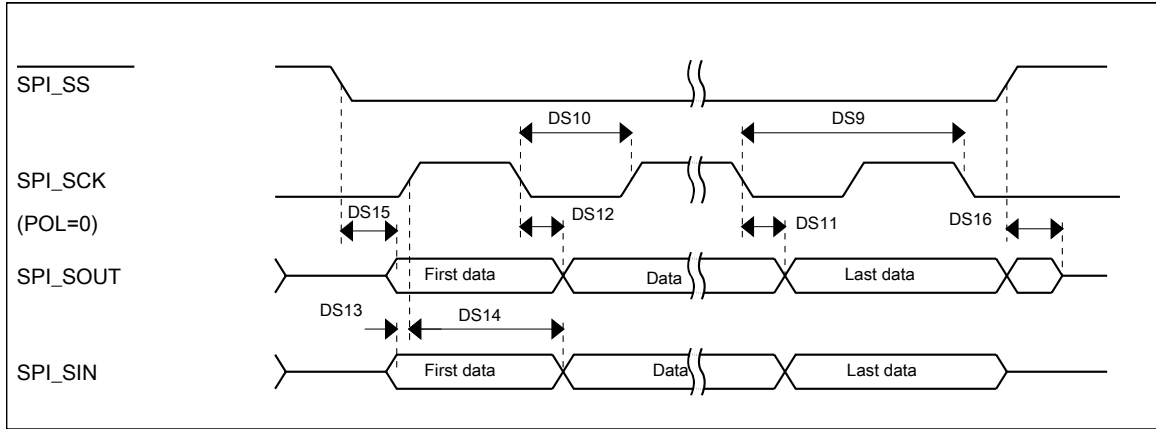 SPI_SS
DS10
DS9
SPI_SCK
(POL=0)
DS15
DS12
DS11
DS16
SPI_SOUT
First data
Data
Last data
DS13
DS14
SPI_SIN
First data
Data
Last data